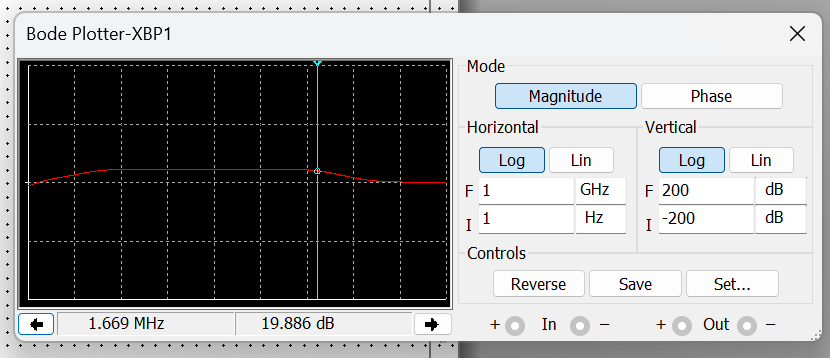 Bode Plotter-XBP1
Mode
Magnitude Phase
Horizontal Vertical
Log Lin Log Lin
F 1 GHz F 200 dB
I 1 Hz I -200 dB
Controls
Reverse Save Set...
1.669 MHz 19.886 dB + In − + Out −